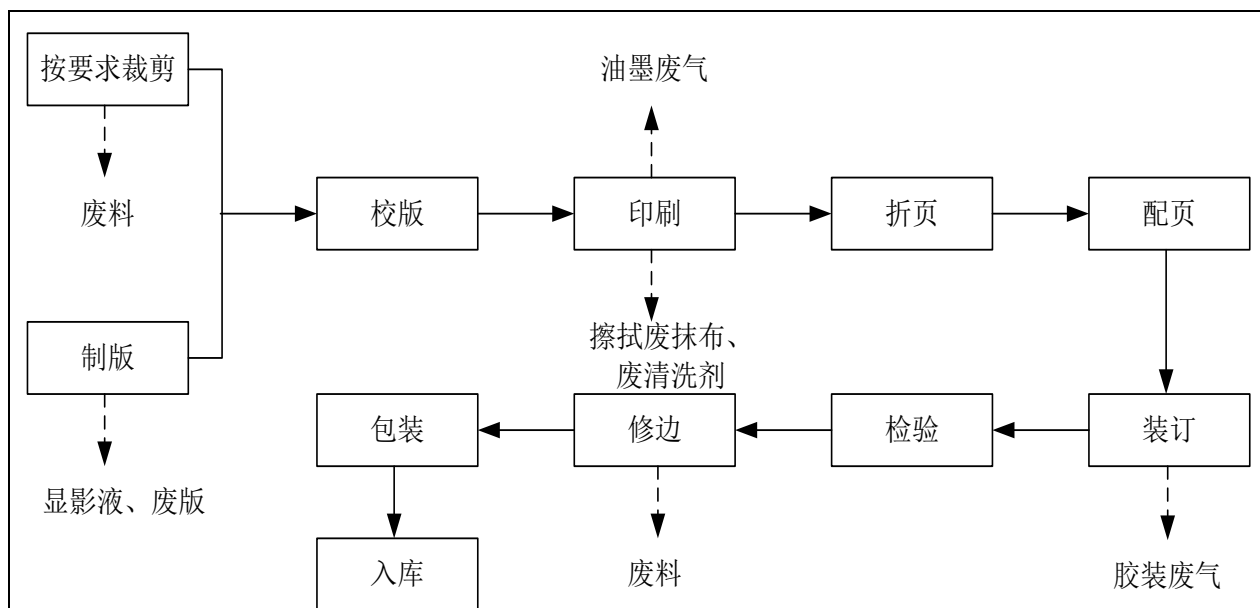 按要求裁剪
油墨废气
废料
校版
印刷
折页
配页
制版
擦拭废抹布、
废清洗剂
包装
修边
检验
装订
显影液、废版
入库
废料
胶装废气